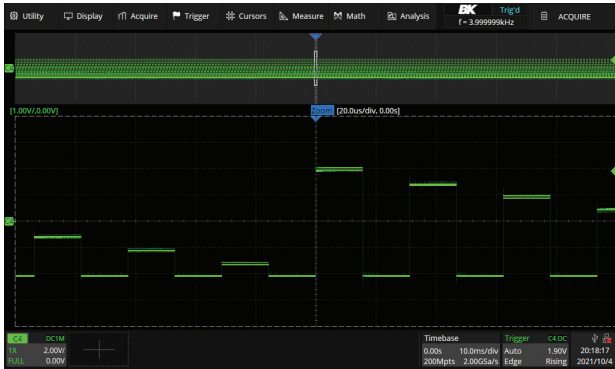 Utility Display Acquire Trigger Cursors Measure Math Analysis BK Trig'd ACQUIRE
f = 3.999999kHz
C4
[1.00V/,0.00V] Zoom [20.0us/div, 0.00s]
C4
C4 DC1M Timebase Trigger C4 DC
1X 2.00V/ 0.00s 10.0ms/div Auto 1.90V 20:18:17
FULL 0.00V 200Mpts 2.00GSa/s Edge Rising 2021/10/4